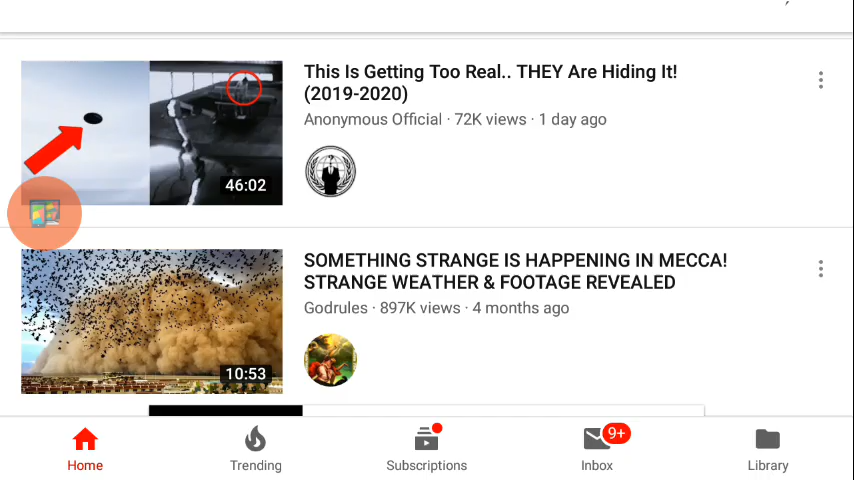 This Is Getting Too Real.. THEY Are Hiding It!
(2019-2020)
Anonymous Official · 72K views · 1 day ago
46:02
SOMETHING STRANGE IS HAPPENING IN MECCA!
STRANGE WEATHER & FOOTAGE REVEALED
Godrules · 897K views · 4 months ago
10:53
9+
Home
Trending
Subscriptions
Inbox
Library